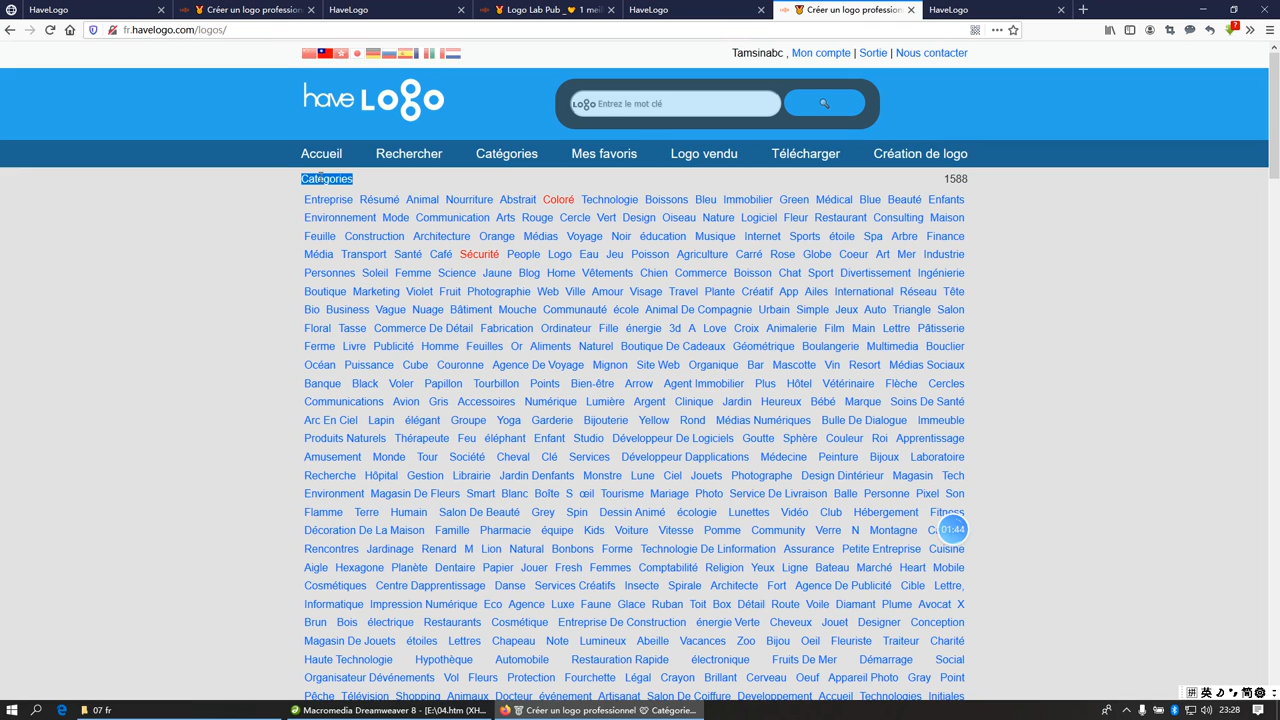 HaveLogo
Créer un logo profession
HaveLogo
Logo Lab Pub _ 1 meil
HaveLogo
Créer un logo profession
HaveLogo
fr.havelogo.com/logos/
7
Tamsinabc , Mon compte | Sortie | Nous contacter
have LOGO
LOGO Entrez le mot clé
Accueil Rechercher Catégories Mes favoris Logo vendu Télécharger Création de logo
Catégories 1588
Entreprise Résumé Animal Nourriture Abstrait Coloré Technologie Boissons Bleu Immobilier Green Médical Blue Beauté Enfants
Environnement Mode Communication Arts Rouge Cercle Vert Design Oiseau Nature Logiciel Fleur Restaurant Consulting Maison
Feuille Construction Architecture Orange Médias Voyage Noir éducation Musique Internet Sports étoile Spa Arbre Finance
Média Transport Santé Café Sécurité People Logo Eau Jeu Poisson Agriculture Carré Rose Globe Coeur Art Mer Industrie
Personnes Soleil Femme Science Jaune Blog Home Vêtements Chien Commerce Boisson Chat Sport Divertissement Ingénierie
Boutique Marketing Violet Fruit Photographie Web Ville Amour Visage Travel Plante Créatif App Ailes International Réseau Tête
Bio Business Vague Nuage Bâtiment Mouche Communauté école Animal De Compagnie Urbain Simple Jeux Auto Triangle Salon
Floral Tasse Commerce De Détail Fabrication Ordinateur Fille énergie 3d A Love Croix Animalerie Film Main Lettre Pâtisserie
Ferme Livre Publicité Homme Feuilles Or Aliments Naturel Boutique De Cadeaux Géométrique Boulangerie Multimedia Bouclier
Océan Puissance Cube Couronne Agence De Voyage Mignon Site Web Organique Bar Mascotte Vin Resort Médias Sociaux
Banque Black Voler Papillon Tourbillon Points Bien-être Arrow Agent Immobilier Plus Hôtel Vétérinaire Flèche Cercles
Communications Avion Gris Accessoires Numérique Lumière Argent Clinique Jardin Heureux Bébé Marque Soins De Santé
Arc En Ciel Lapin élégant Groupe Yoga Garderie Bijouterie Yellow Rond Médias Numériques Bulle De Dialogue Immeuble
Produits Naturels Thérapeute Feu éléphant Enfant Studio Développeur De Logiciels Goutte Sphère Couleur Roi Apprentissage
Amusement Monde Tour Société Cheval Clé Services Développeur Dapplications Médecine Peinture Bijoux Laboratoire
Recherche Hôpital Gestion Librairie Jardin Denfants Monstre Lune Ciel Jouets Photographe Design Dintérieur Magasin Tech
Environment Magasin De Fleurs Smart Blanc Boîte S œil Tourisme Mariage Photo Service De Livraison Balle Personne Pixel Son
Flamme Terre Humain Salon De Beauté Grey Spin Dessin Animé écologie Lunettes Vidéo Club Hébergement Fitness
Décoration De La Maison Famille Pharmacie équipe Kids Voiture Vitesse Pomme Community Verre N Montagne
01:44
Rencontres Jardinage Renard M Lion Natural Bonbons Forme Technologie De Linformation Assurance Petite Entreprise Cuisine
Aigle Hexagone Planète Dentaire Papier Jouer Fresh Femmes Comptabilité Religion Yeux Ligne Bateau Marché Heart Mobile
Cosmétiques Centre Dapprentissage Danse Services Créatifs Insecte Spirale Architecte Fort Agence De Publicité Cible Lettre,
Informatique Impression Numérique Eco Agence Luxe Faune Glace Ruban Toit Box Détail Route Voile Diamant Plume Avocat X
Brun Bois électrique Restaurants Cosmétique Entreprise De Construction énergie Verte Cheveux Jouet Designer Conception
Magasin De Jouets étoiles Lettres Chapeau Note Lumineux Abeille Vacances Zoo Bijou Oeil Fleuriste Traiteur Charité
Haute Technologie Hypothèque Automobile Restauration Rapide électronique Fruits De Mer Démarrage Social
Organisateur Dévénements Vol Fleurs Protection Fourchette Légal Crayon Brillant Cerveau Oeuf Appareil Photo Gray Point
Pêche Télévision Shopping Animaux Docteur événement Artisanat Salon De Coiffure Developpement Accueil Technologies Initiales
英 简
07 fr
Macromedia Dreamweaver 8 - [E:\04.htm (XH...
Créer un logo professionnel Catégorie...
英 23:28